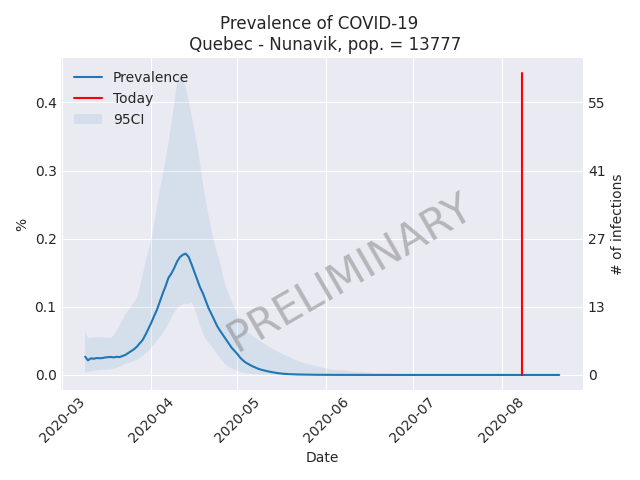 Prevalence of COVID-19
Quebec - Nunavik, pop. = 13777
Prevalence
Today
95CI
0.4
0.3
0.2
0.1
0.0
%
55
41
27
13
0
# of infections
PRELIMINARY
2020-03
2020-04
2020-05
2020-06
2020-07
2020-08
Date